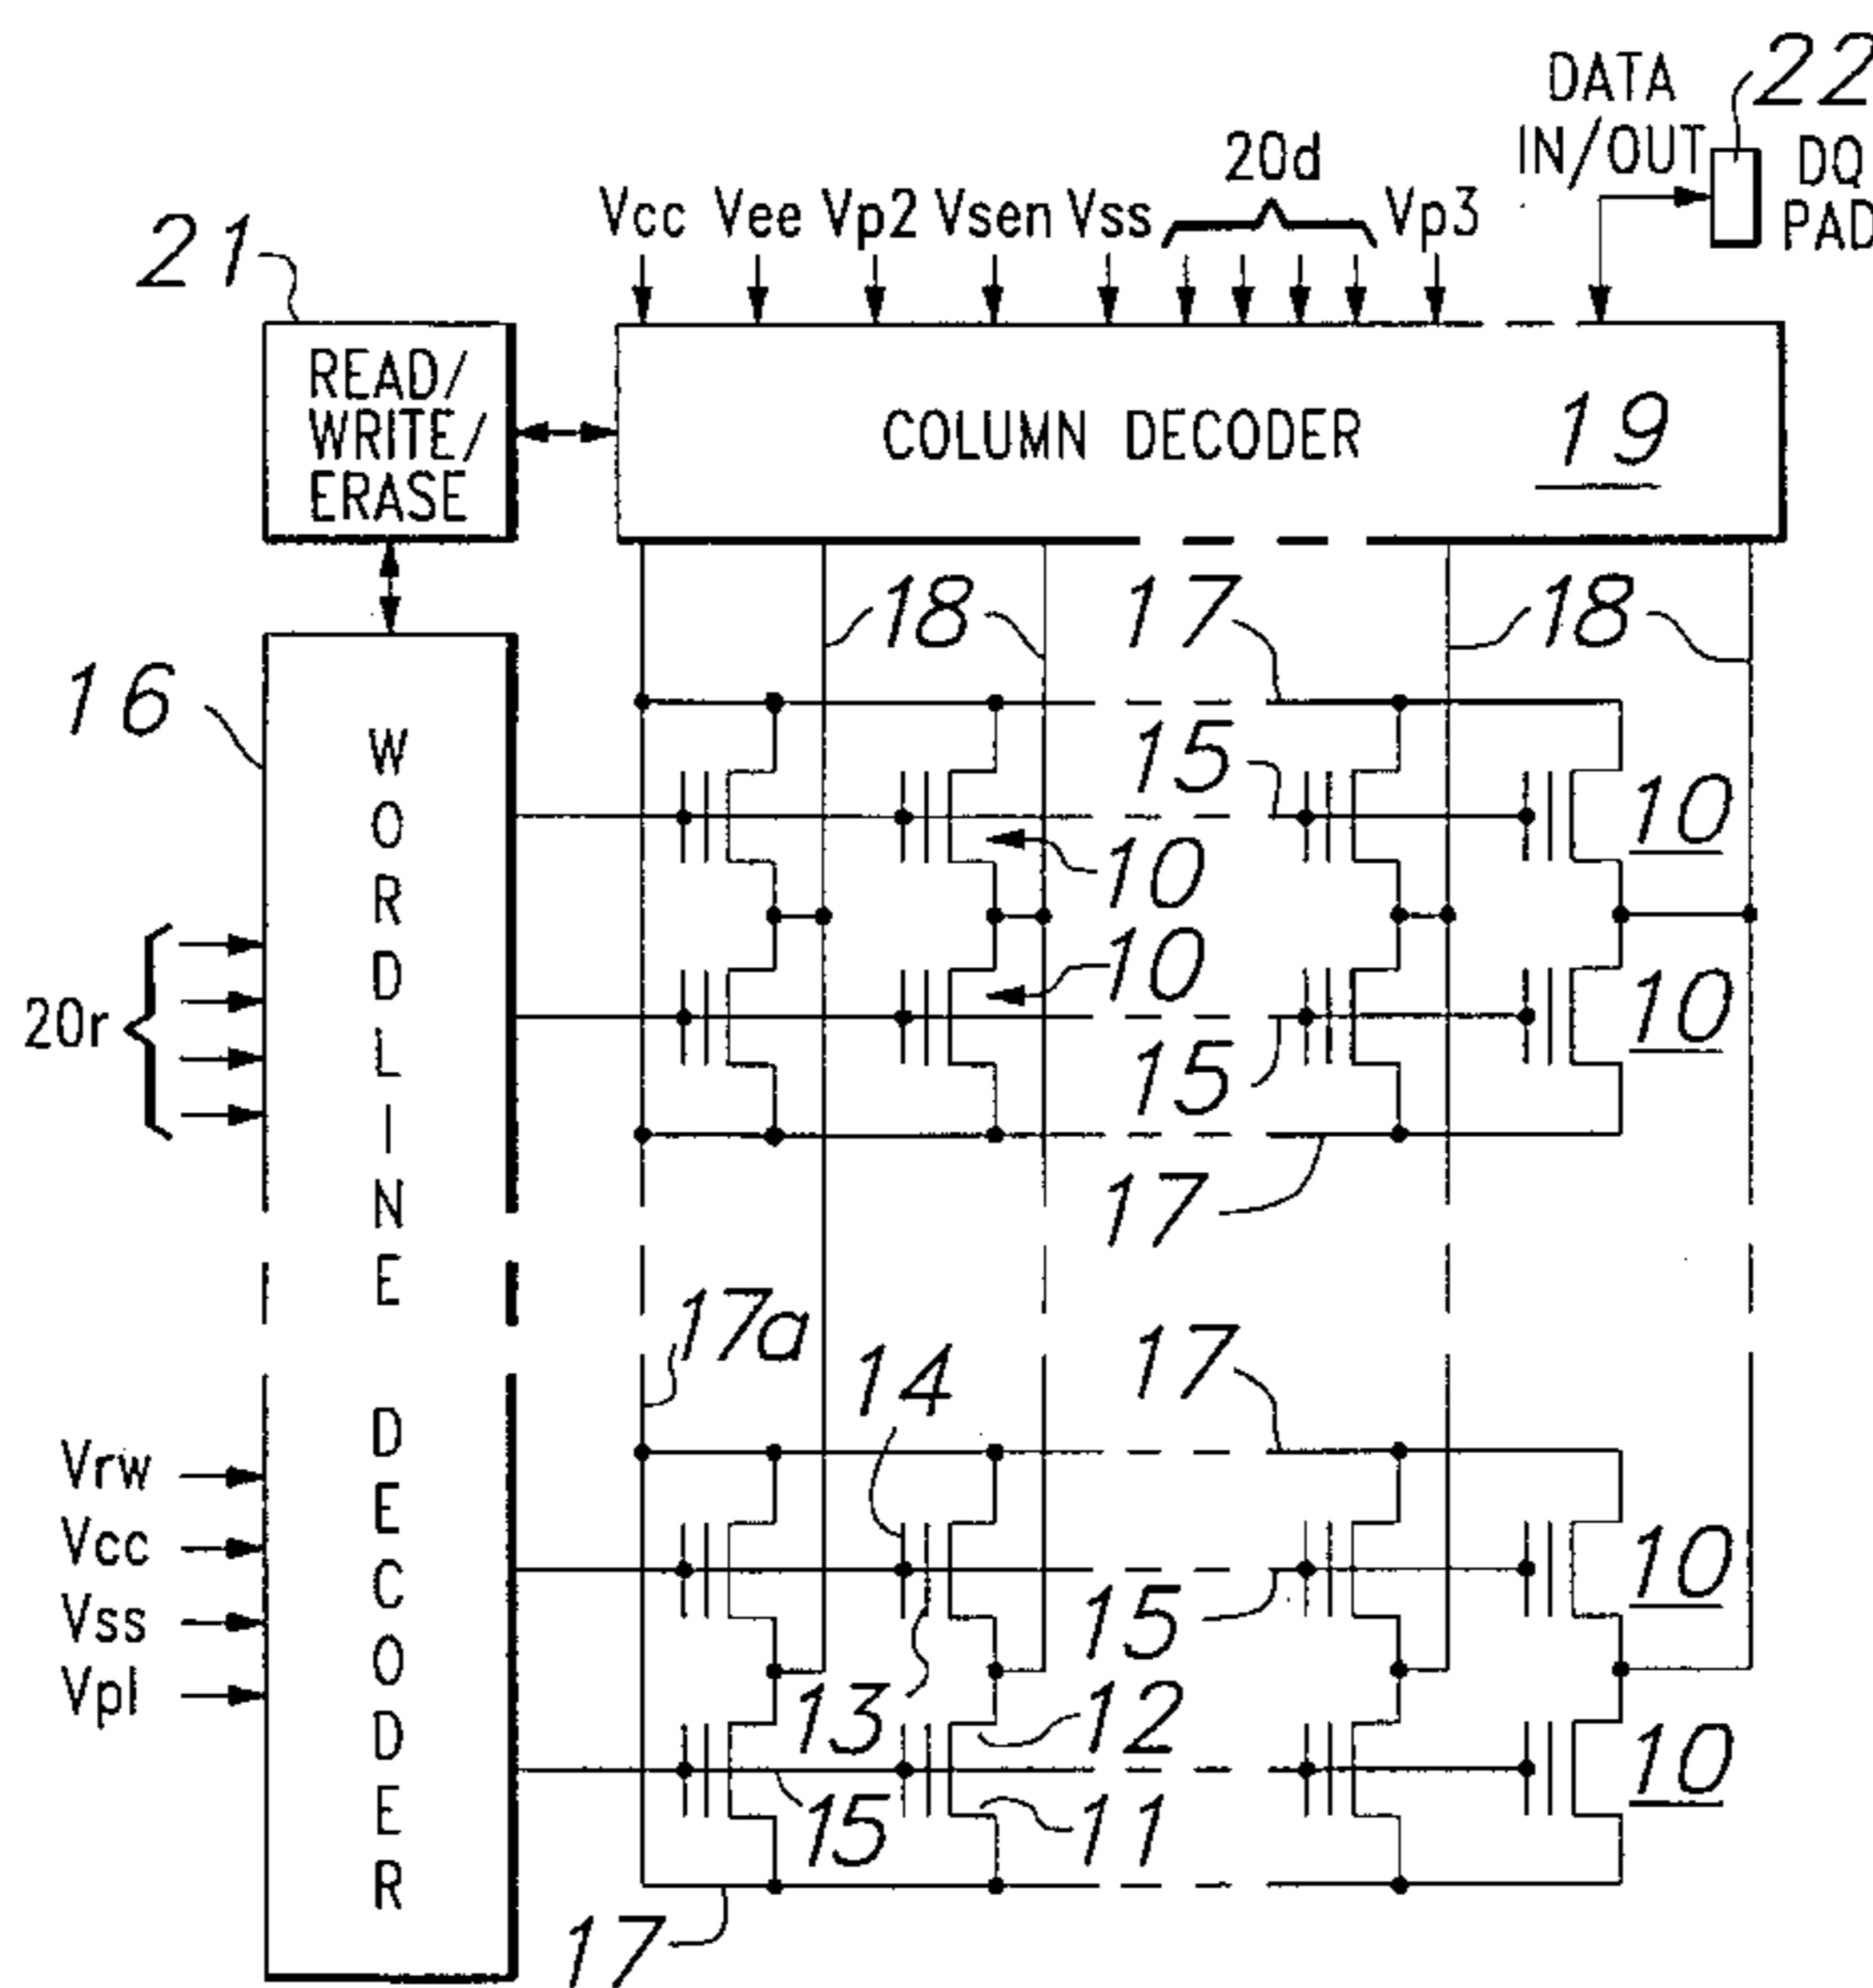 DATA
IN/OUT
22
DQ
PAD
20d
Vcc Vee Vp2 Vsen Vss Vp3
21
READ/
WRITE/
ERASE
COLUMN DECODER
19
18
17
18
16
WORDLINE DECODER
15
10
10
20r
10
10
15
17
17a
14
17
Vrw
Vcc
Vss
Vpl
15
10
13
12
10
15
11
17